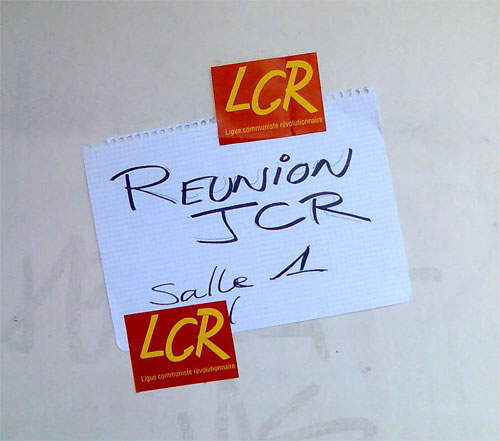 LCR
Ligue communiste révolutionnaire
REUNION
JCR
Salle 1
LCR
Ligue communiste révolutionnaire